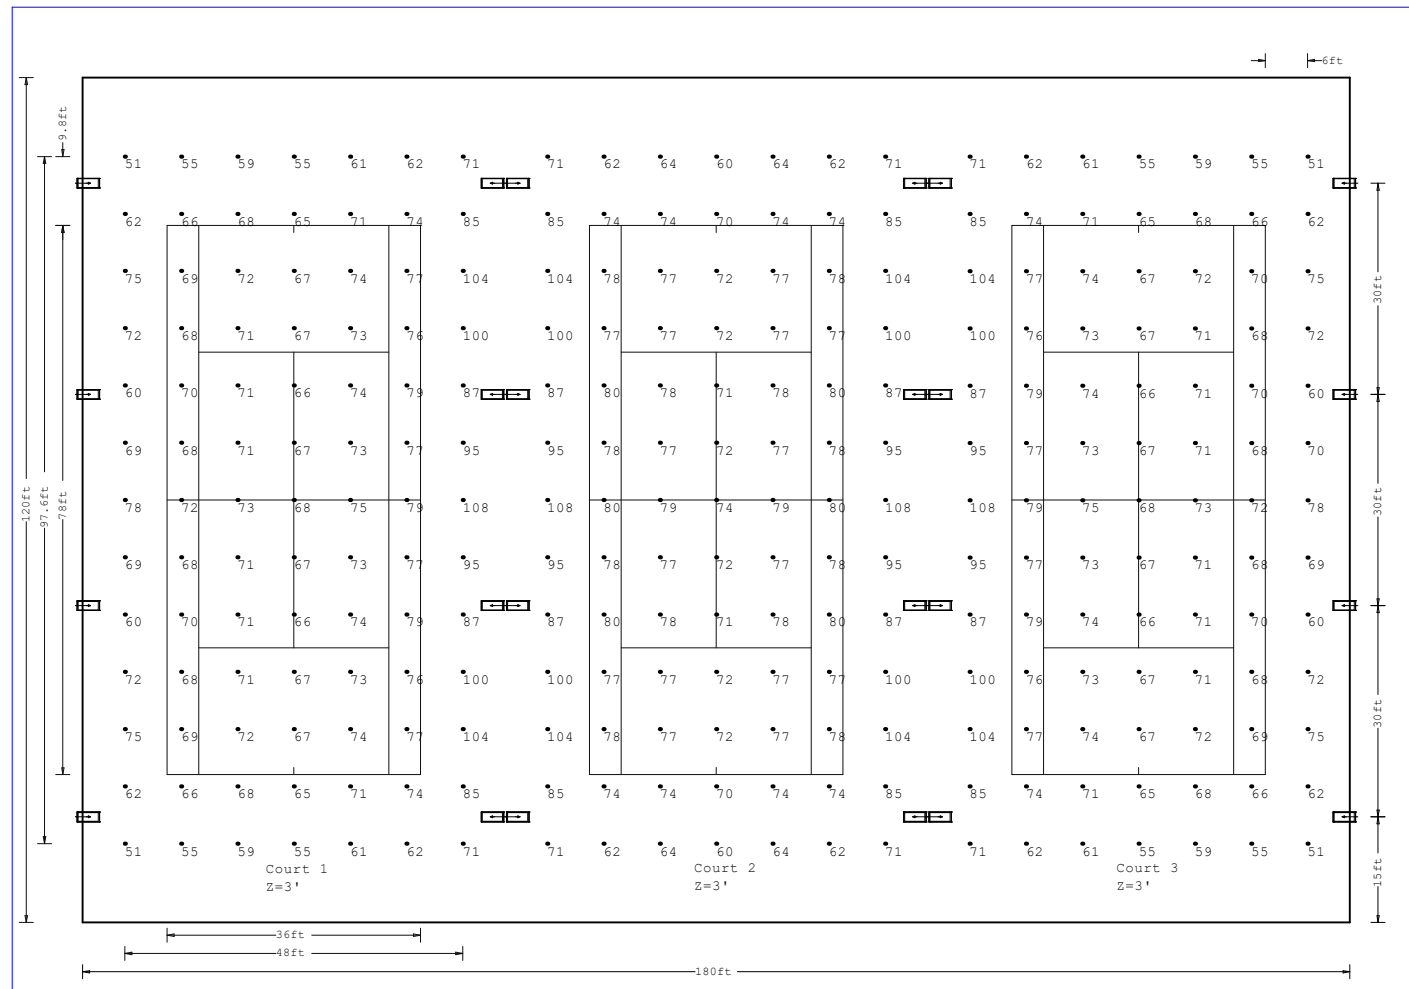 6ft
9.8ft
51 55 59 55 61 62 71 71 62 64 60 64 62 71 71 62 61 55 59 55 51
62 66 68 65 71 74 85 85 74 74 70 74 74 85 85 74 71 65 68 66 62
75 69 72 67 74 77 104 104 78 77 72 77 78 104 104 77 74 67 72 70 75
30ft
72 68 71 67 73 76 100 100 77 77 72 77 77 100 100 76 73 67 71 68 72
60 70 71 66 74 79 87 87 80 78 71 78 80 87 87 79 74 66 71 70 60
69 68 71 67 73 77 95 95 78 77 72 77 78 95 95 77 73 67 71 68 70
120ft
97.6ft
78ft
78 72 73 68 75 79 108 108 80 79 74 79 80 108 108 79 75 68 73 72 78
30ft
69 68 71 67 73 77 95 95 78 77 72 77 78 95 95 77 73 67 71 68 69
60 70 71 66 74 79 87 87 80 78 71 78 80 87 87 79 74 66 71 70 60
72 68 71 67 73 76 100 100 77 77 72 77 77 100 100 76 73 67 71 68 72
30ft
75 69 72 67 74 77 104 104 78 77 72 77 78 104 104 77 74 67 72 69 75
62 66 68 65 71 74 85 85 74 74 70 74 74 85 85 74 71 65 68 66 62
51 55 59 55 61 62 71 71 62 64 60 64 62 71 71 62 61 55 59 55 51
15ft
Court 1
Z=3'
Court 2
Z=3'
Court 3
Z=3'
36ft
48ft
180ft